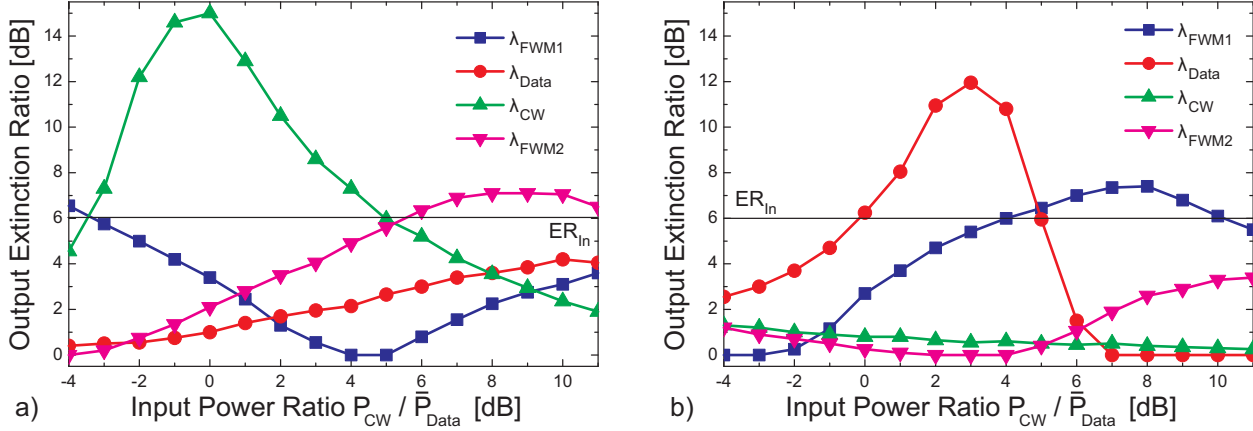 Output Extinction Ratio [dB]
14
12
10
8
6
4
2
0
-4
-2
0
2
4
6
8
10
λFWM1
λData
λCW
λFWM2
ERIn
a)
Input Power Ratio PCW / P̄Data [dB]
Output Extinction Ratio [dB]
14
12
10
8
6
4
2
0
-4
-2
0
2
4
6
8
10
λFWM1
λData
λCW
λFWM2
ERIn
b)
Input Power Ratio PCW / P̄Data [dB]